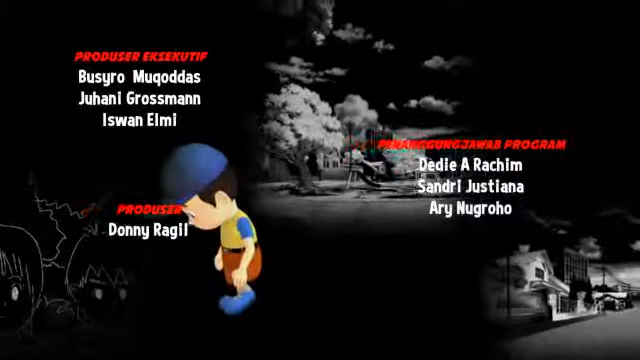 PRODUSER EKSEKUTIF
Busyro Muqoddas
Juhani Grossmann
Iswan Elmi
PENANGGUNGJAWAB PROGRAM
Dedie A Rachim
Sandri Justiana
Ary Nugroho
PRODUSER
Donny Ragil